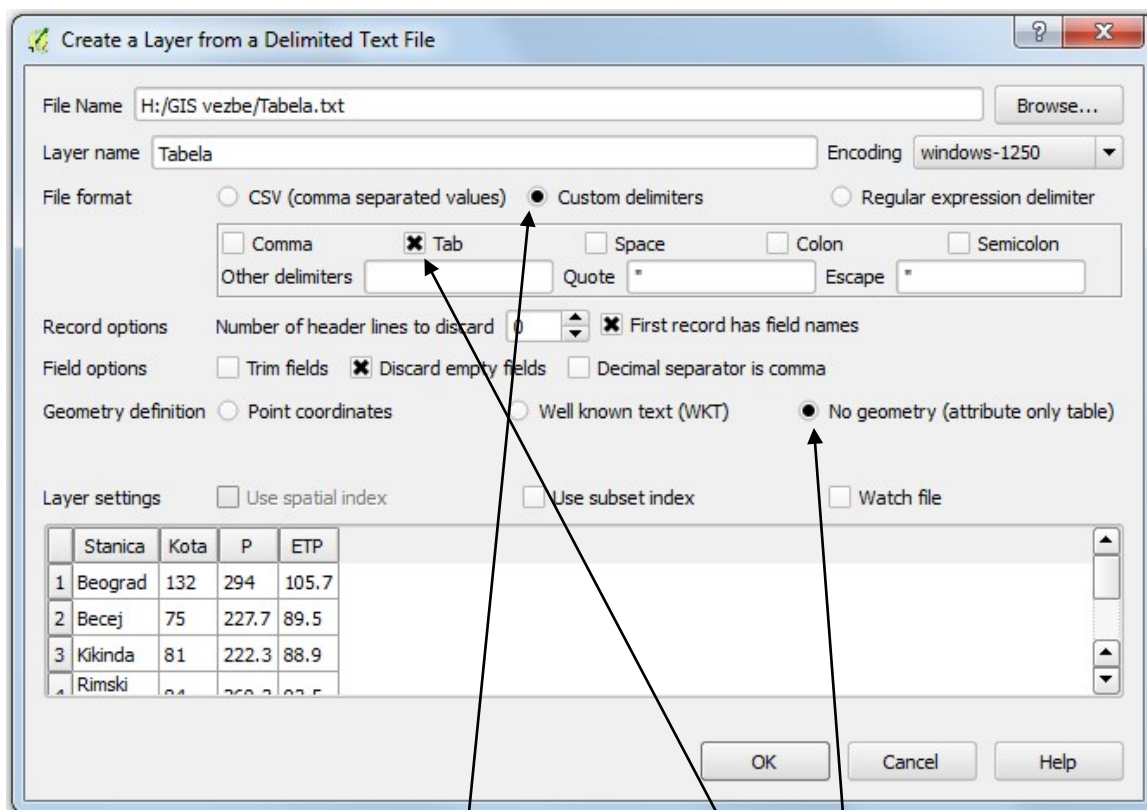 Create a Layer from a Delimited Text File
File Name H:/GIS vezbe/Tabela.txt Browse...
Layer name Tabela Encoding windows-1250
File format CSV (comma separated values) Custom delimiters Regular expression delimiter
Comma Tab Space Colon Semicolon
Other delimiters Quote " Escape "
Record options Number of header lines to discard 0 First record has field names
Field options Trim fields Discard empty fields Decimal separator is comma
Geometry definition Point coordinates Well known text (WKT) No geometry (attribute only table)
Layer settings Use spatial index Use subset index Watch file
Stanica Kota P ETP
1 Beograd 132 294 105.7
2 Becej 75 227.7 89.5
3 Kikinda 81 222.3 88.9
Rimski
OK Cancel Help